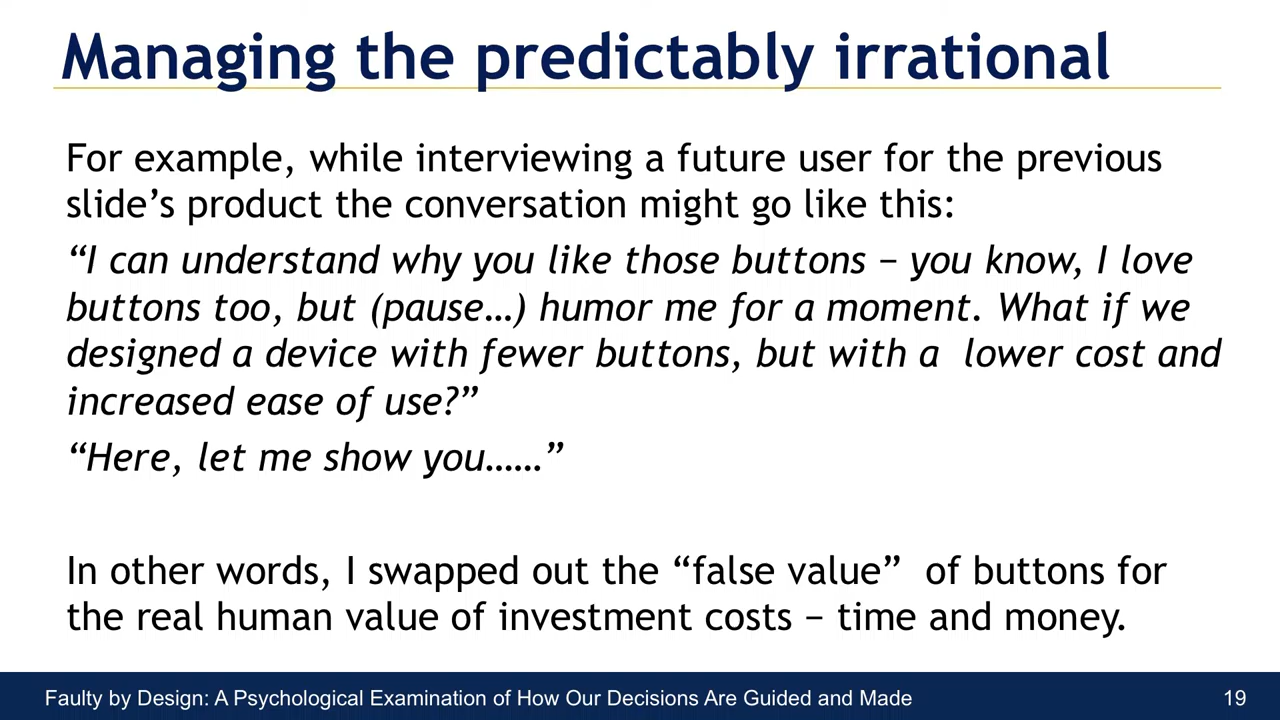 Managing the predictably irrational
For example, while interviewing a future user for the previous
slide’s product the conversation might go like this:
“I can understand why you like those buttons – you know, I love
buttons too, but (pause…) humor me for a moment. What if we
designed a device with fewer buttons, but with a  lower cost and
increased ease of use?”
“Here, let me show you……”
In other words, I swapped out the “false value”  of buttons for
the real human value of investment costs – time and money.
Faulty by Design: A Psychological Examination of How Our Decisions Are Guided and Made
19